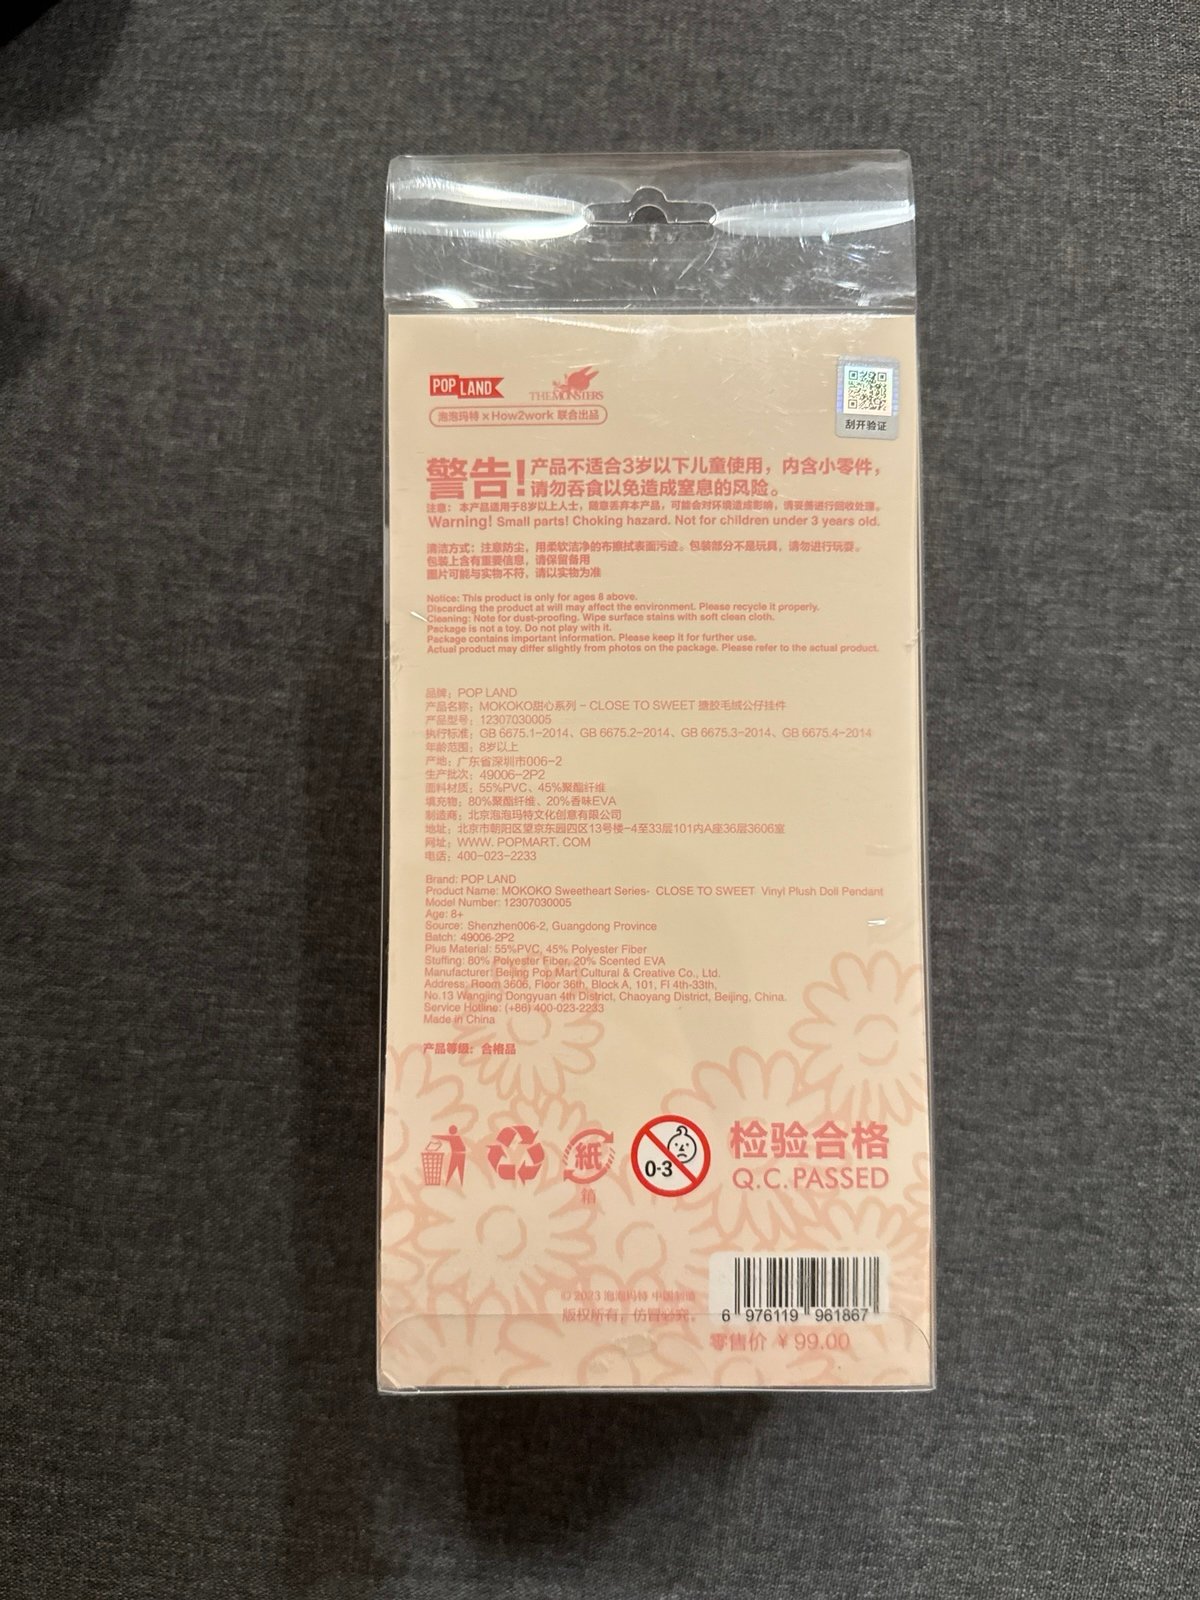 POP LAND
THE MONSTERS
泡泡玛特 × How2work 联合出品
刮开验证
警告!
产品不适合3岁以下儿童使用，内含小零件，
请勿吞食以免造成窒息的风险。
注意：本产品适用于8岁以上人士，随意丢弃本产品，可能会对环境造成影响，请妥善进行回收处理。
Warning! Small parts! Choking hazard. Not for children under 3 years old.
清洁方式：注意防尘，用柔软洁净的布擦拭表面污迹。包装部分不是玩具，请勿进行玩耍。
包装上含有重要信息，请保留备用
图片可能与实物不符，请以实物为准
Notice: This product is only for ages 8 above.
Discarding the product at will may affect the environment. Please recycle it properly.
Cleaning: Note for dust-proofing. Wipe surface stains with soft clean cloth.
Package is not a toy. Do not play with it.
Package contains important information. Please keep it for further use.
Actual product may differ slightly from photos on the package. Please refer to the actual product.
品牌：POP LAND
产品名称：MOKOKO甜心系列 - CLOSE TO SWEET 搪胶毛绒公仔挂件
产品型号：12307030005
执行标准：GB 6675.1-2014、GB 6675.2-2014、GB 6675.3-2014、GB 6675.4-2014
年龄范围：8岁以上
产地：广东省深圳市006-2
生产批次：49006-2P2
面料材质：55%PVC、45%聚酯纤维
填充物：80%聚酯纤维、20%香味EVA
制造商：北京泡泡玛特文化创意有限公司
地址：北京市朝阳区望京东园四区13号楼-4至33层101内A座36层3606室
网址：WWW. POPMART. COM
电话：400-023-2233
Brand: POP LAND
Product Name: MOKOKO Sweetheart Series- CLOSE TO SWEET Vinyl Plush Doll Pendant
Model Number: 12307030005
Age: 8+
Source: Shenzhen006-2, Guangdong Province
Batch: 49006-2P2
Plus Material: 55%PVC, 45% Polyester Fiber
Stuffing: 80% Polyester Fiber, 20% Scented EVA
Manufacturer: Beijing Pop Mart Cultural & Creative Co., Ltd.
Address: Room 3606, Floor 36th, Block A, 101, Fl 4th-33th,
No.13 Wangjing Dongyuan 4th District, Chaoyang District, Beijing, China.
Service Hotline: (+86) 400-023-2233
Made in China
产品等级：合格品
紙
箱
0-3
检验合格
Q.C.PASSED
6 976119 961867
© 2023 泡泡玛特 中国制造
版权所有，仿冒必究。
零售价 ¥ 99.00